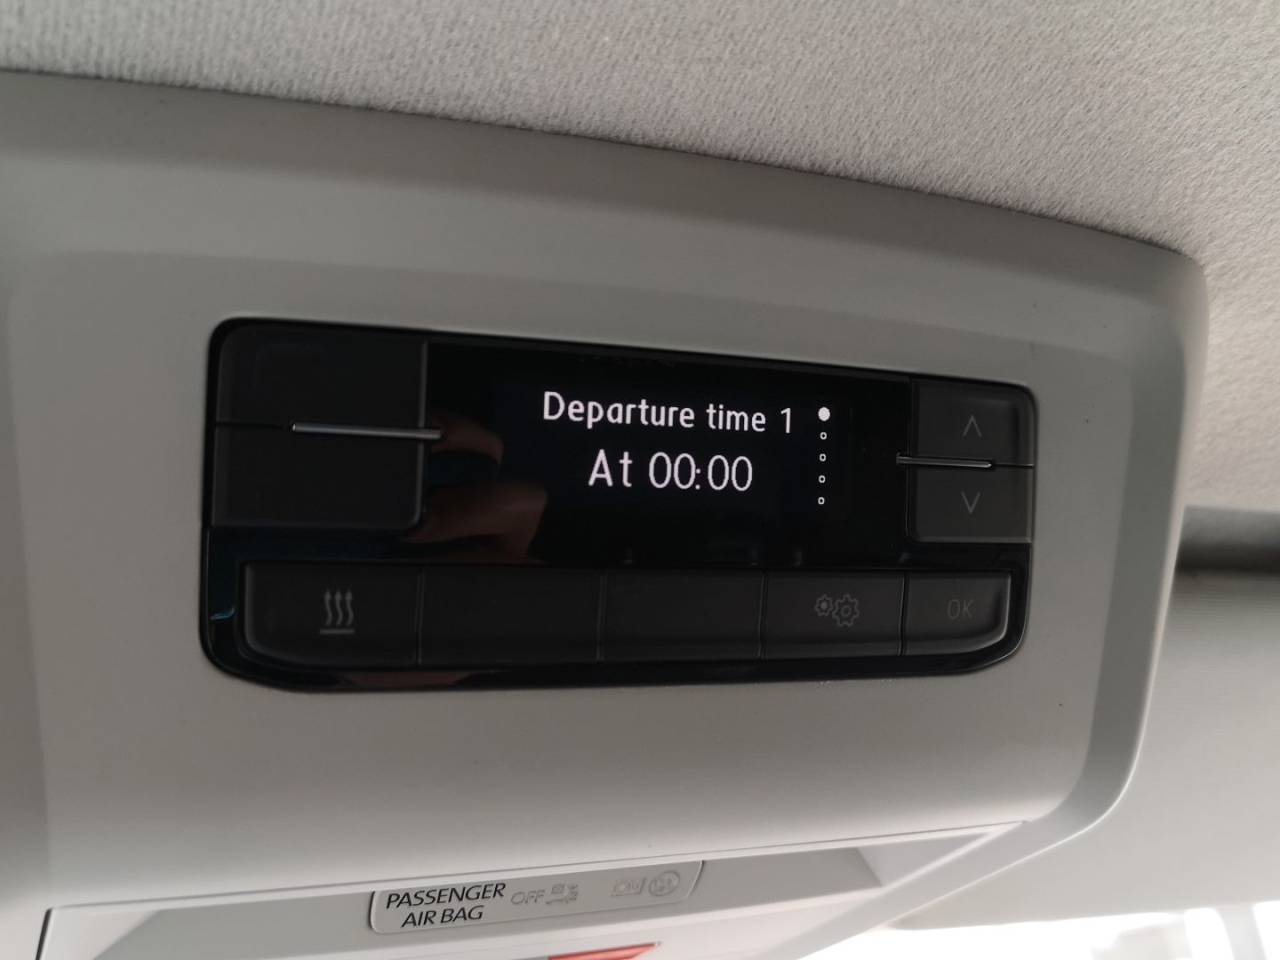 Departure time 1
At 00:00
OK
PASSENGER
AIR BAG
OFF